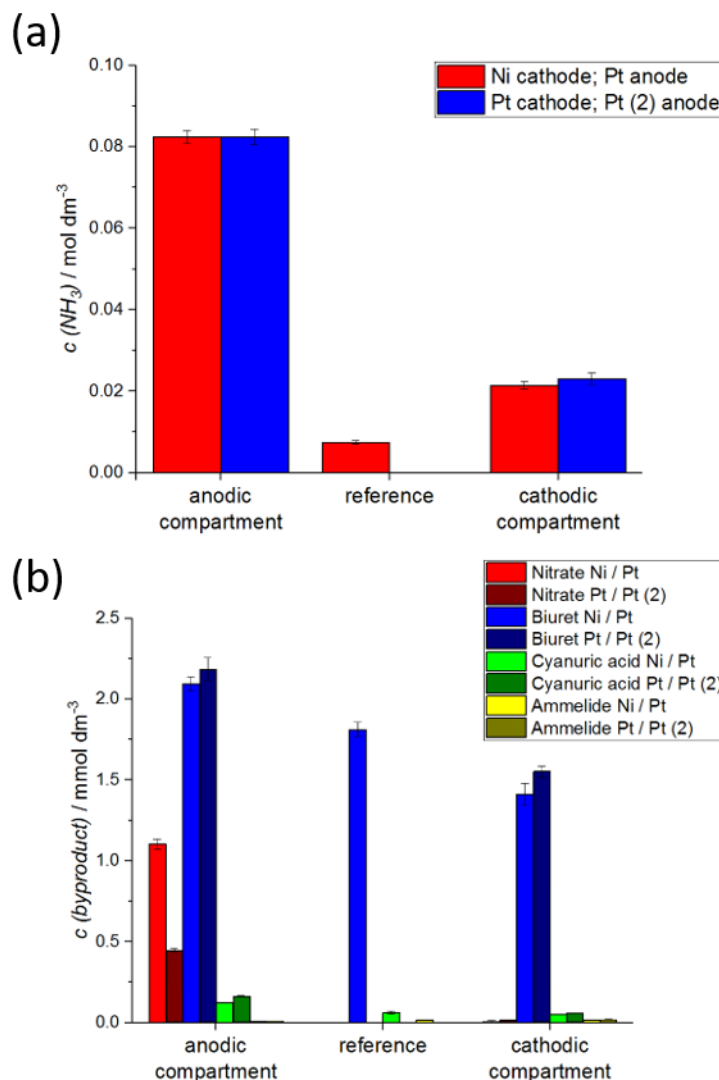 (a)
Ni cathode; Pt anode
Pt cathode; Pt (2) anode
c (NH₃) / mol dm⁻³
0.10
0.08
0.06
0.04
0.02
0.00
anodic compartment
reference
cathodic compartment
(b)
Nitrate Ni / Pt
Nitrate Pt / Pt (2)
Biuret Ni / Pt
Biuret Pt / Pt (2)
Cyanuric acid Ni / Pt
Cyanuric acid Pt / Pt (2)
Ammelide Ni / Pt
Ammelide Pt / Pt (2)
c (byproduct) / mmol dm⁻³
2.5
2.0
1.5
1.0
0.5
0.0
anodic compartment
reference
cathodic compartment